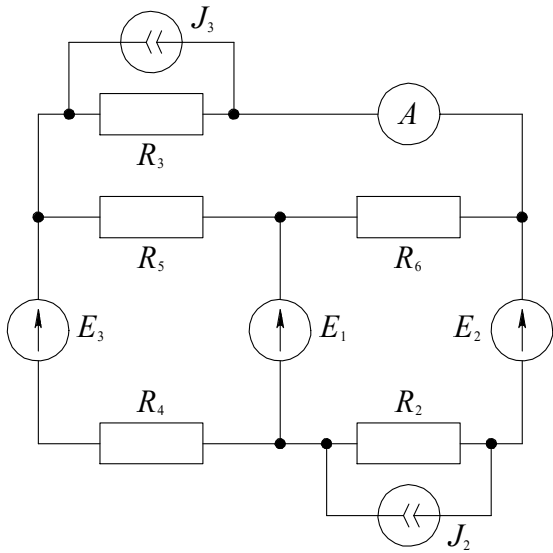 J₃
A
R₃
R₅ R₆
E₃ E₁ E₂
R₄ R₂
J₂